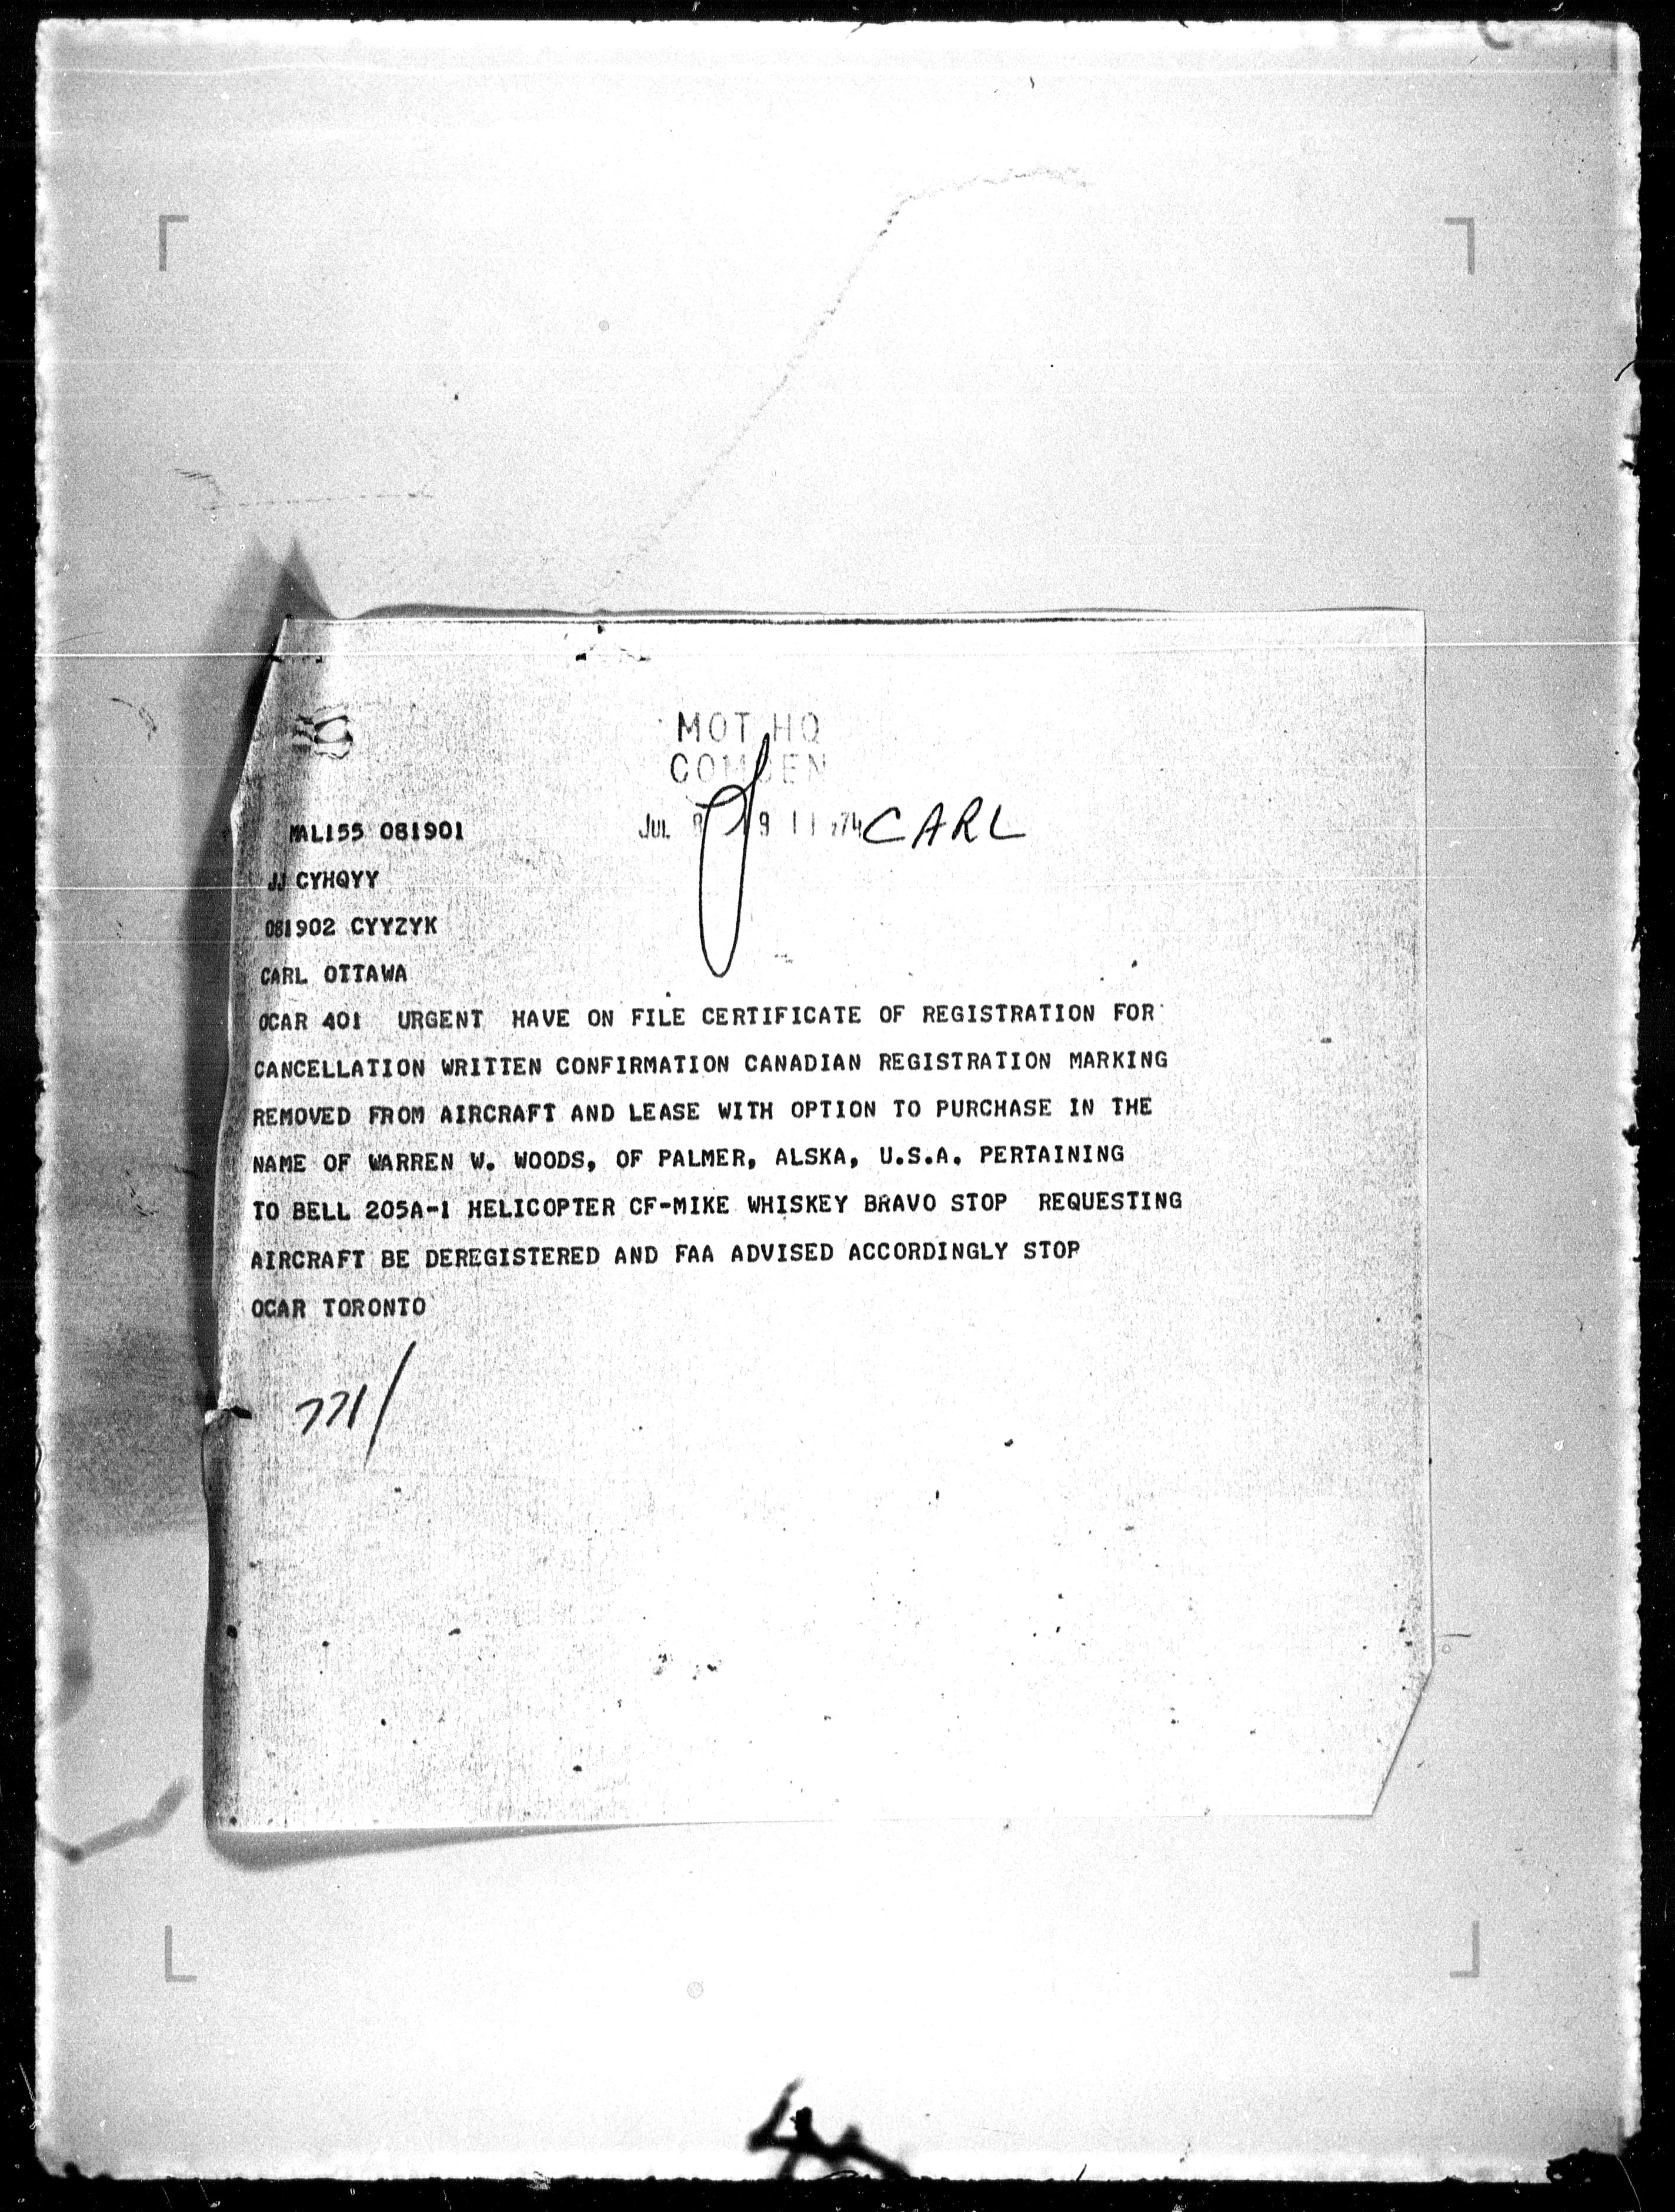 MOT HQ
COMCEN
JUL 8 19 11 '74 CARL
MAL155 081901
JJ CYHQYY
081902 CYYZYK
CARL OTTAWA
OCAR 401 URGENT HAVE ON FILE CERTIFICATE OF REGISTRATION FOR
CANCELLATION WRITTEN CONFIRMATION CANADIAN REGISTRATION MARKING
REMOVED FROM AIRCRAFT AND LEASE WITH OPTION TO PURCHASE IN THE
NAME OF WARREN W. WOODS, OF PALMER, ALSKA, U.S.A. PERTAINING
TO BELL 205A-1 HELICOPTER CF-MIKE WHISKEY BRAVO STOP REQUESTING
AIRCRAFT BE DEREGISTERED AND FAA ADVISED ACCORDINGLY STOP
OCAR TORONTO
771/